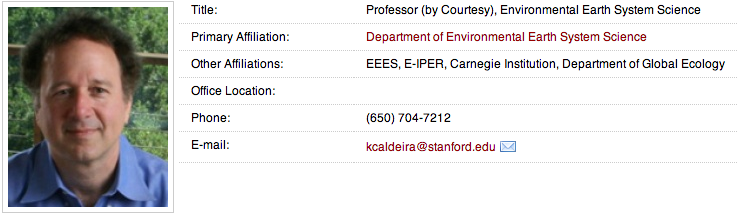 Title: Professor (by Courtesy), Environmental Earth System Science
Primary Affiliation: Department of Environmental Earth System Science
Other Affiliations: EEES, E-IPER, Carnegie Institution, Department of Global Ecology
Office Location:
Phone: (650) 704-7212
E-mail: kcaldeira@stanford.edu